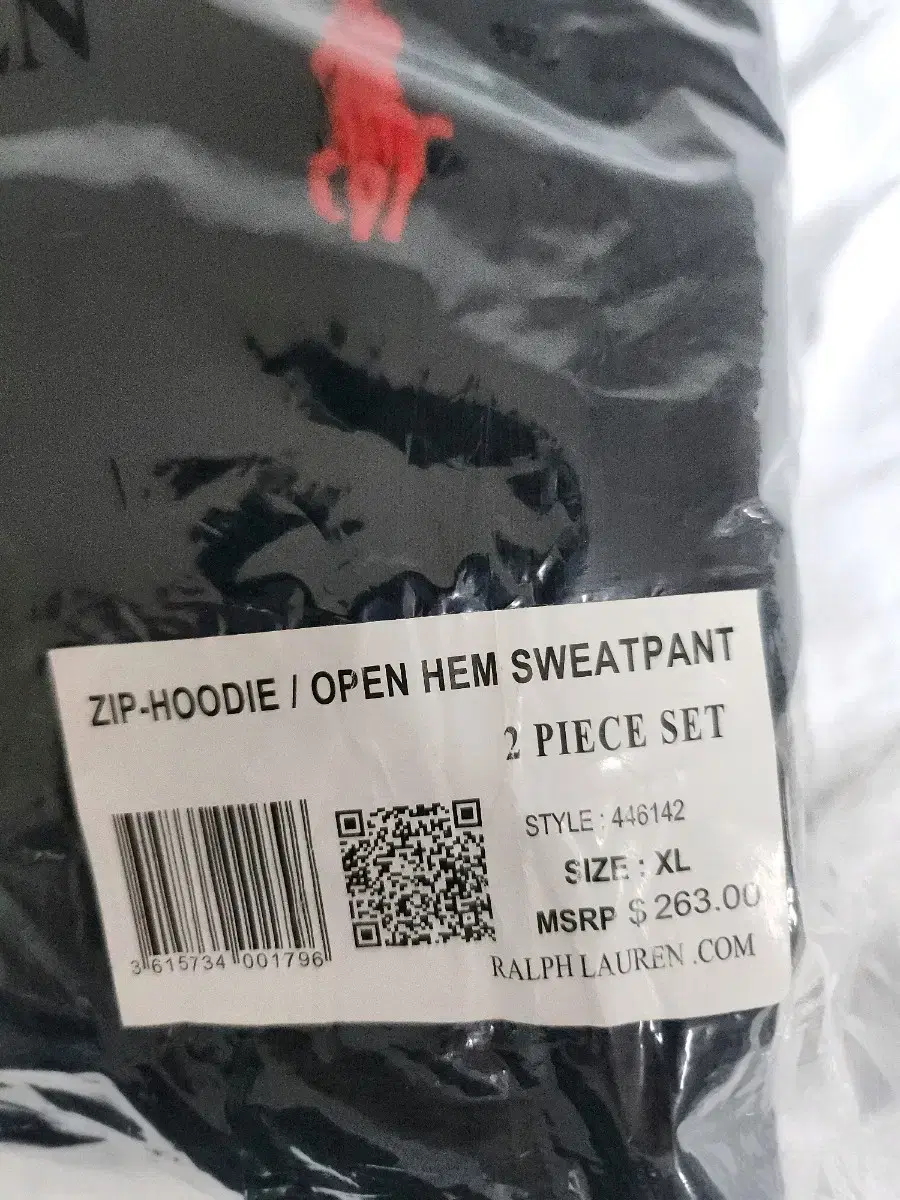 EN
ZIP-HOODIE / OPEN HEM SWEATPANT
2 PIECE SET
STYLE : 446142
SIZE : XL
MSRP $ 263.00
RALPH LAUREN .COM
3 615734 001796